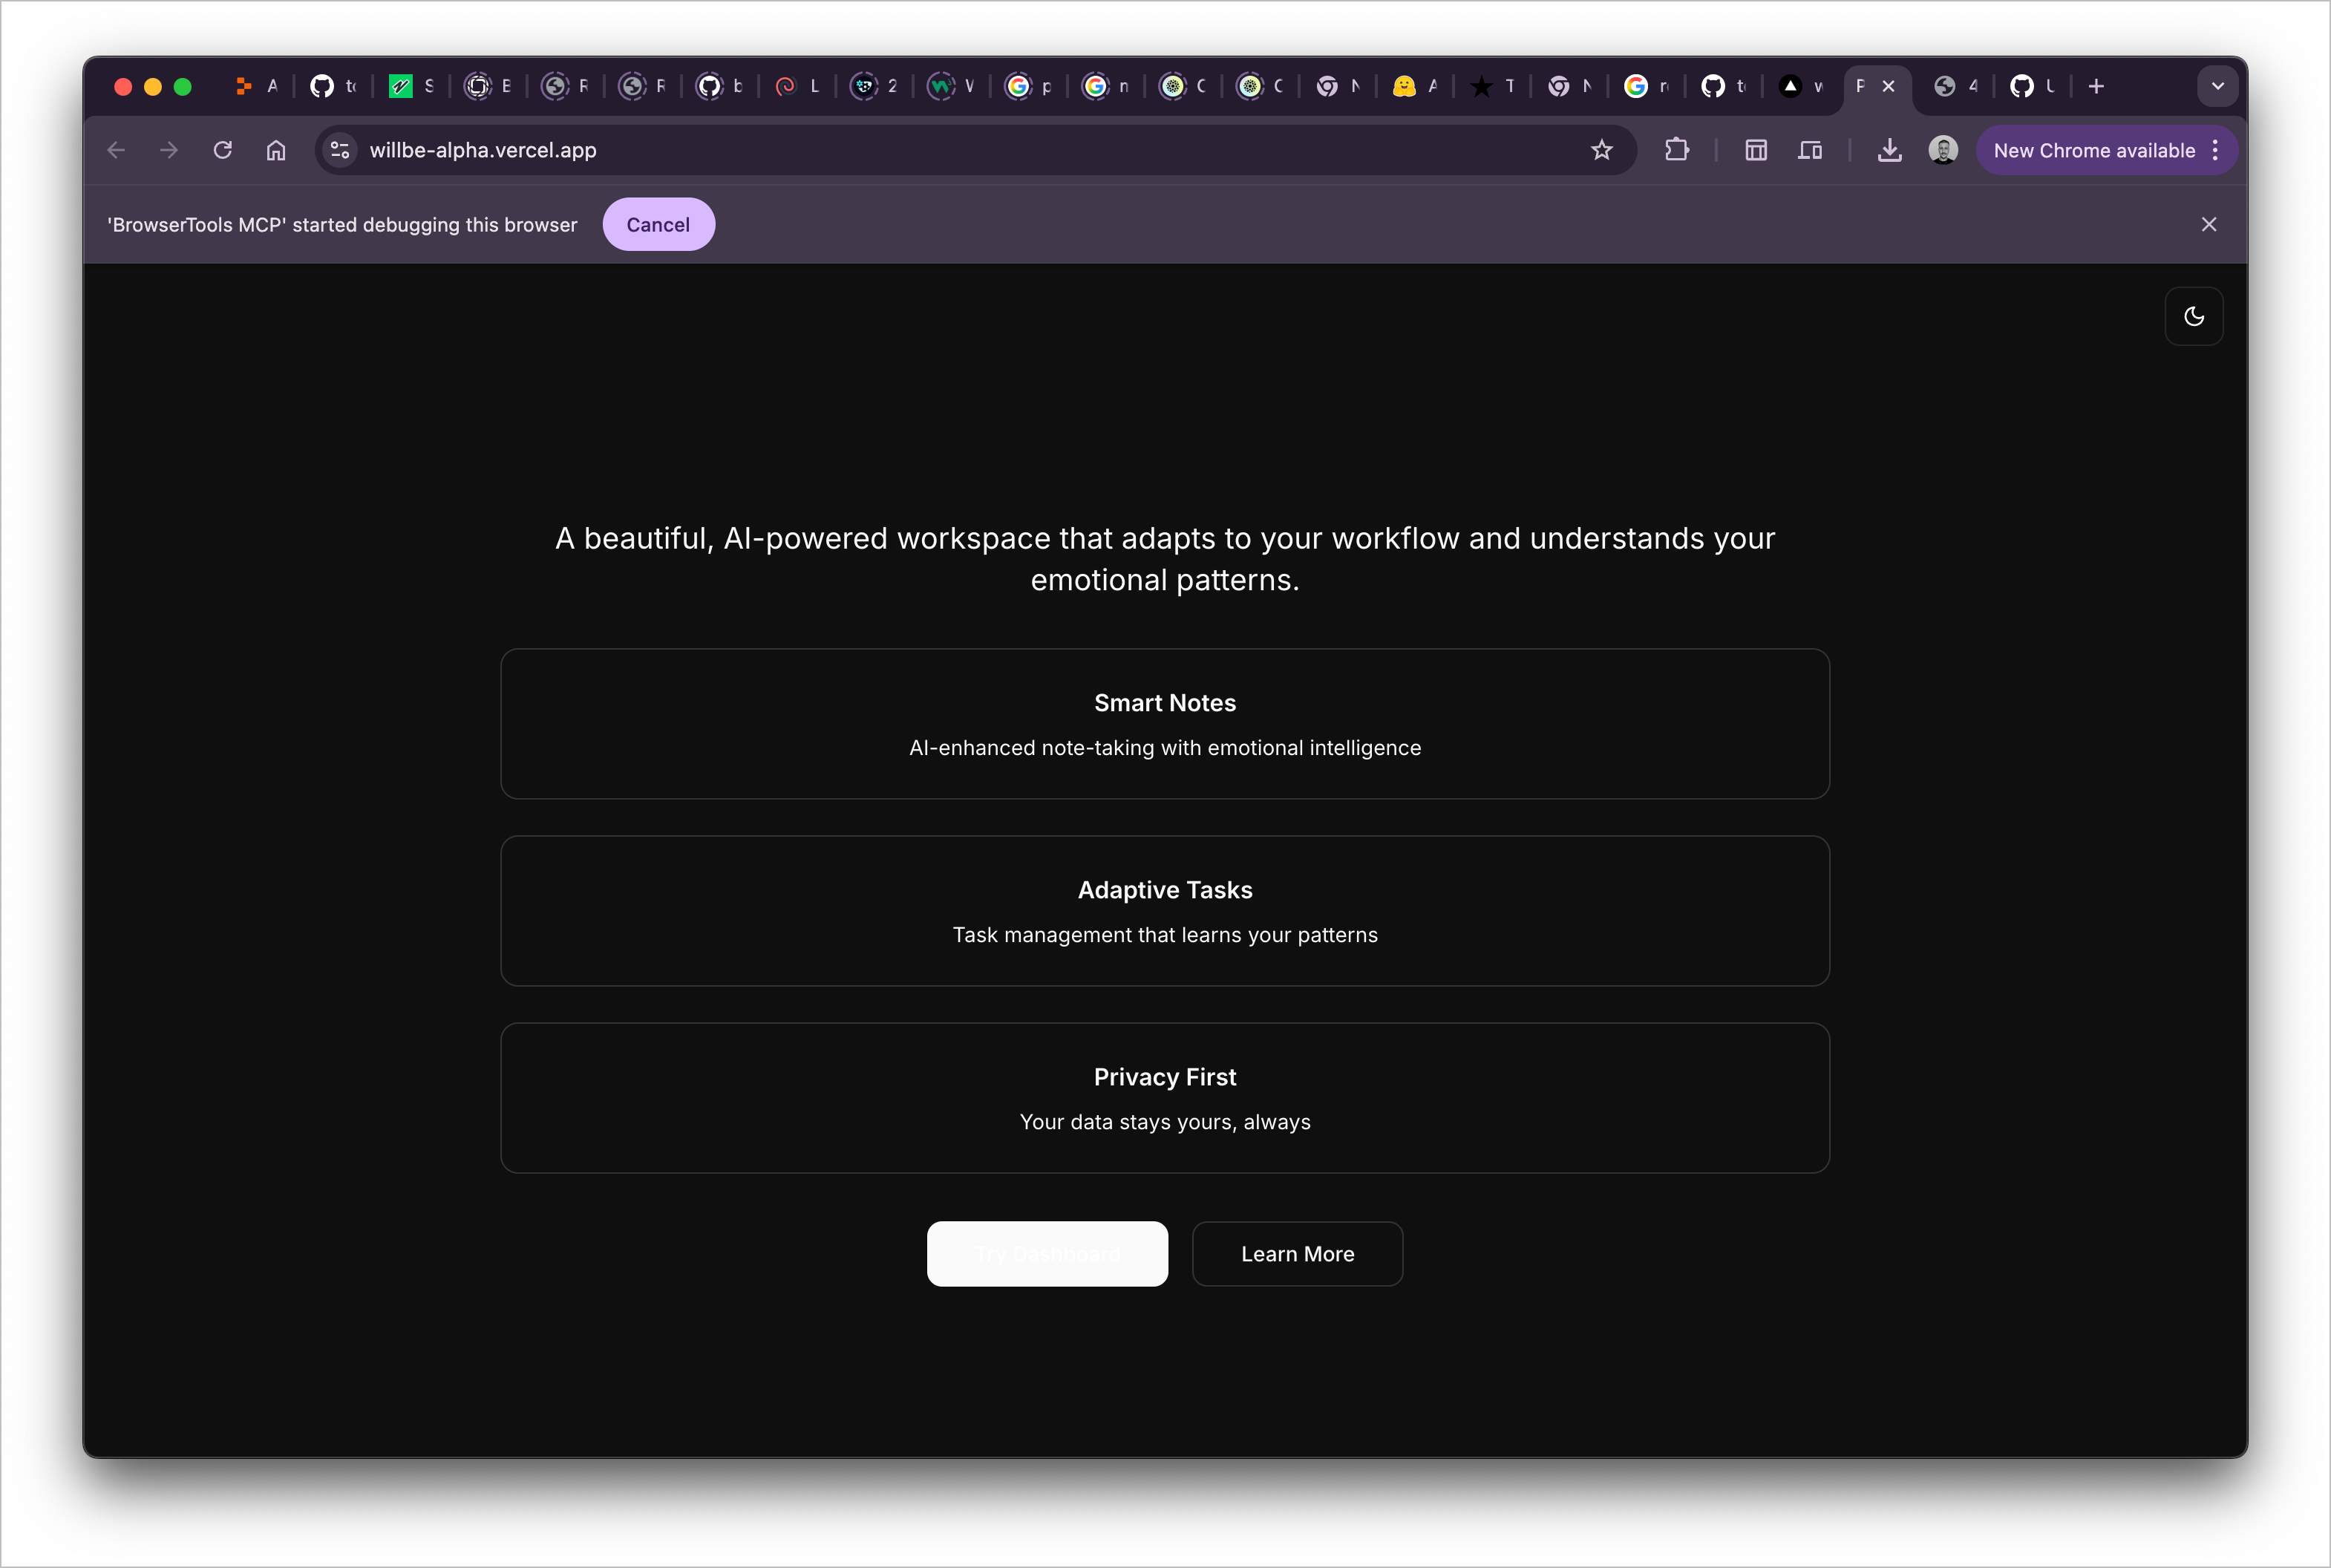 A
S
B
R
R
b
L
2
W
p
n
C
C
N
A
T
N
P
4
willbe-alpha.vercel.app
New Chrome available
'BrowserTools MCP' started debugging this browser
Cancel
A beautiful, AI-powered workspace that adapts to your workflow and understands your
emotional patterns.
Smart Notes
AI-enhanced note-taking with emotional intelligence
Adaptive Tasks
Task management that learns your patterns
Privacy First
Your data stays yours, always
Try Dashboard
Learn More